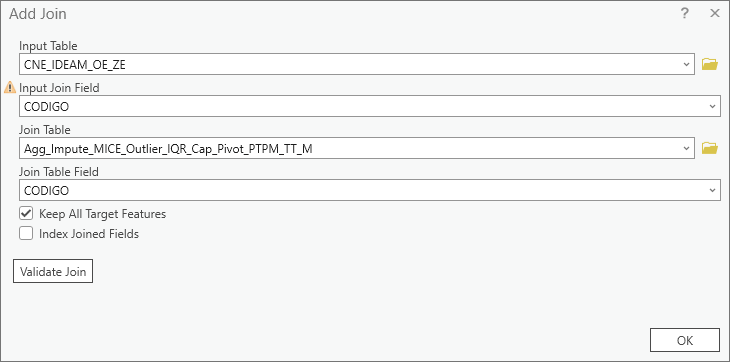 Add Join
?
Input Table
CNE_IDEAM_OE_ZE
Input Join Field
CODIGO
Join Table
Agg_Impute_MICE_Outlier_IQR_Cap_Pivot_PTPM_TT_M
Join Table Field
CODIGO
Keep All Target Features
Index Joined Fields
Validate Join
OK